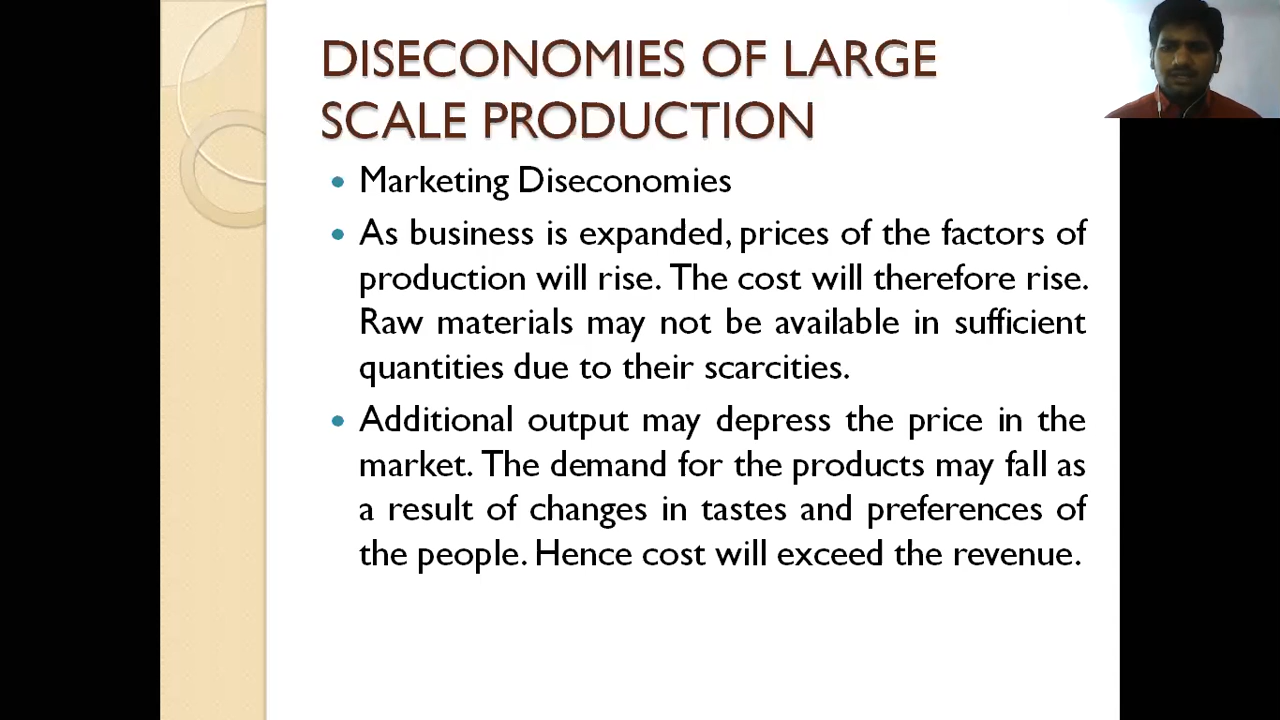 DISECONOMIES OF LARGE
SCALE PRODUCTION
• Marketing Diseconomies
• As business is expanded, prices of the factors of
production will rise. The cost will therefore rise.
Raw materials may not be available in sufficient
quantities due to their scarcities.
• Additional output may depress the price in the
market. The demand for the products may fall as
a result of changes in tastes and preferences of
the people. Hence cost will exceed the revenue.